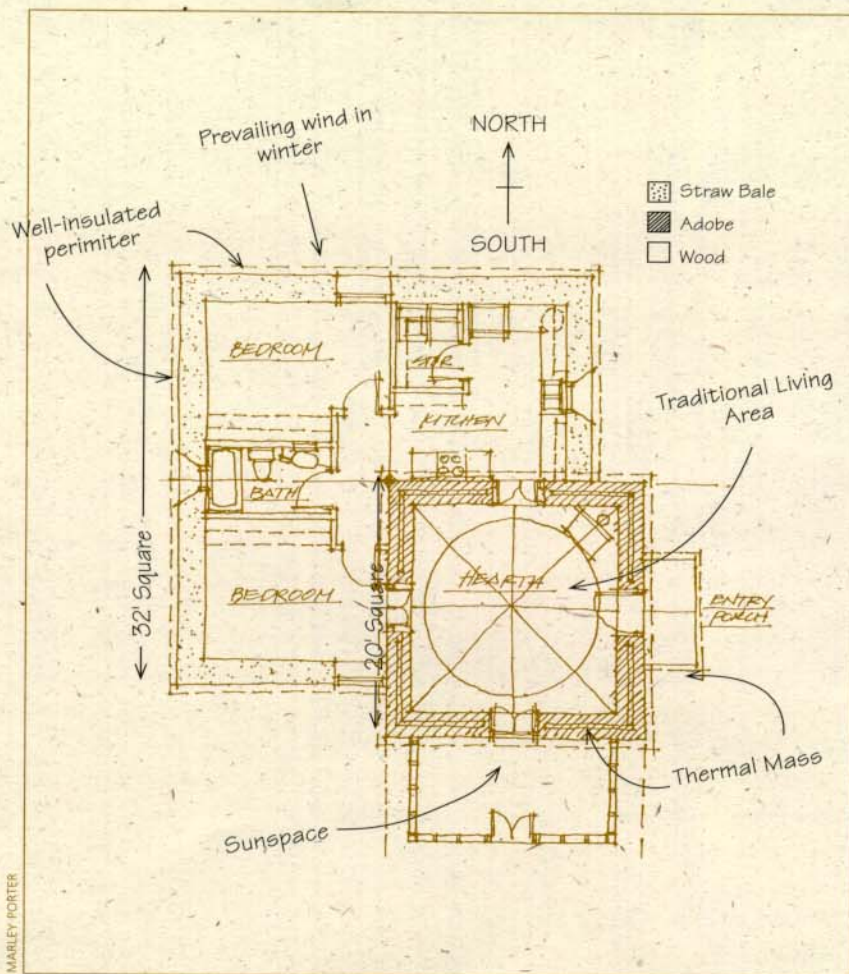 Prevailing wind in
winter
NORTH
SOUTH
Straw Bale
Adobe
Wood
Well-insulated
perimiter
32' Square
BEDROOM
STOR
KITCHEN
Traditional Living
Area
BATH
BEDROOM
20' Square
HEARTH
ENTRY
PORCH
Thermal Mass
Sunspace
MARLEY PORTER